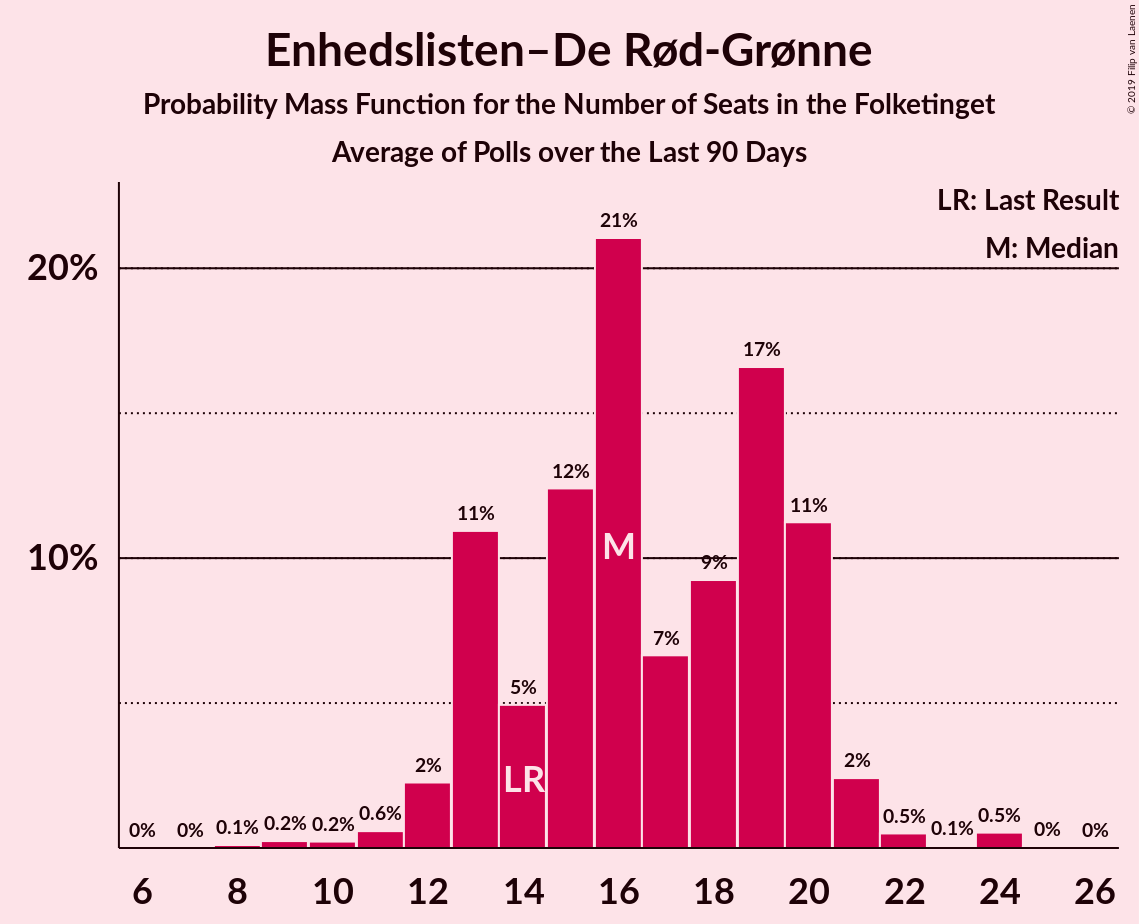 Enhedslisten–De Rød-Grønne
Probability Mass Function for the Number of Seats in the Folketinget
Average of Polls over the Last 90 Days
© 2019 Filip van Laenen
LR: Last Result
M: Median
20%
10%
0%
0%
0.1%
0.2%
0.2%
0.6%
2%
11%
5%
12%
21%
7%
9%
17%
11%
2%
0.5%
0.1%
0.5%
0%
0%
LR
M
6 8 10 12 14 16 18 20 22 24 26